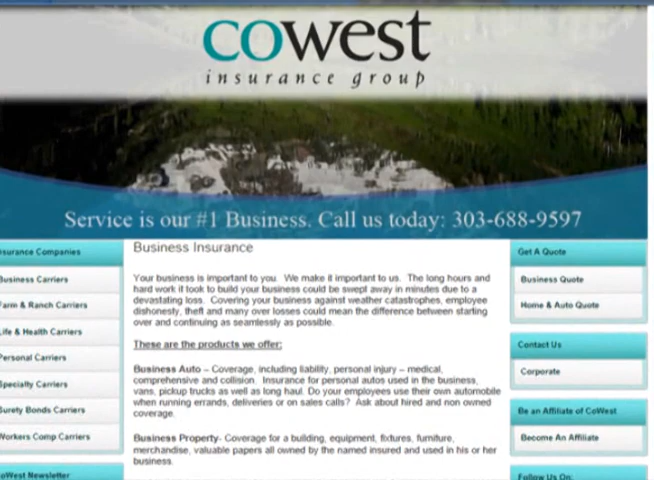 cowest
insurance group
Service is our #1 Business. Call us today: 303-688-9597
nsurance Companies
Business Carriers
Farm & Ranch Carriers
Life & Health Carriers
Personal Carriers
Specialty Carriers
Surety Bonds Carriers
Workers Comp Carriers
CoWest Newsletter
Business Insurance
Your business is important to you. We make it important to us. The long hours and
hard work it took to build your business could be swept away in minutes due to a
devastating loss. Covering your business against weather catastrophes, employee
dishonesty, theft and many over losses could mean the difference between starting
over and continuing as seamlessly as possible.
These are the products we offer:
Business Auto – Coverage, including liability, personal injury – medical,
comprehensive and collision. Insurance for personal autos used in the business,
vans, pickup trucks as well as long haul. Do your employees use their own automobile
when running errands, deliveries or on sales calls? Ask about hired and non owned
coverage.
Business Property- Coverage for a building, equipment, fixtures, furniture,
merchandise, valuable papers all owned by the named insured and used in his or her
business.
Get A Quote
Business Quote
Home & Auto Quote
Contact Us
Corporate
Be an Affiliate of CoWest
Become An Affiliate
Follow Us On: